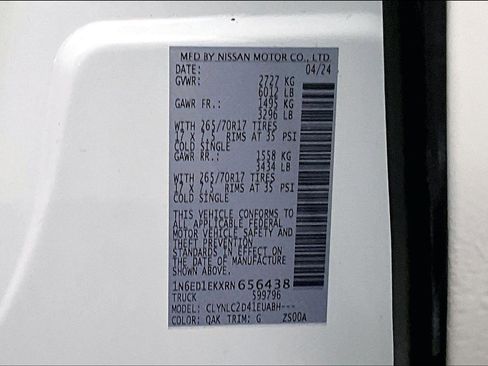 MFD BY NISSAN MOTOR CO., LTD
DATE: 04/24
GVWR: 2727 KG
6012 LB
GAWR FR.: 1495 KG
3296 LB
WITH 265/70R17 TIRES
17 X 7.5 RIMS AT 35 PSI
COLD SINGLE
GAWR RR.: 1558 KG
3434 LB
WITH 265/70R17 TIRES
17 X 7.5 RIMS AT 35 PSI
COLD SINGLE
THIS VEHICLE CONFORMS TO
ALL APPLICABLE FEDERAL
MOTOR VEHICLE SAFETY AND
THEFT PREVENTION
STANDARDS IN EFFECT ON
THE DATE OF MANUFACTURE
SHOWN ABOVE.
1N6ED1EKXRN656438
TRUCK 599796
MODEL: CLYNLC2D41EUABH---
COLOR: QAK TRIM: G ZS00A